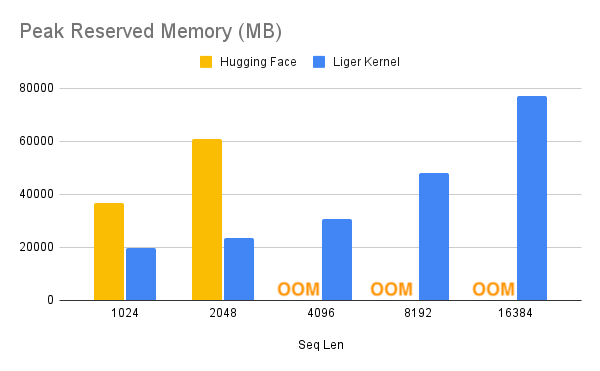 Peak Reserved Memory (MB)
Hugging Face Liger Kernel
80000
60000
40000
20000
0
OOM OOM OOM
1024 2048 4096 8192 16384
Seq Len